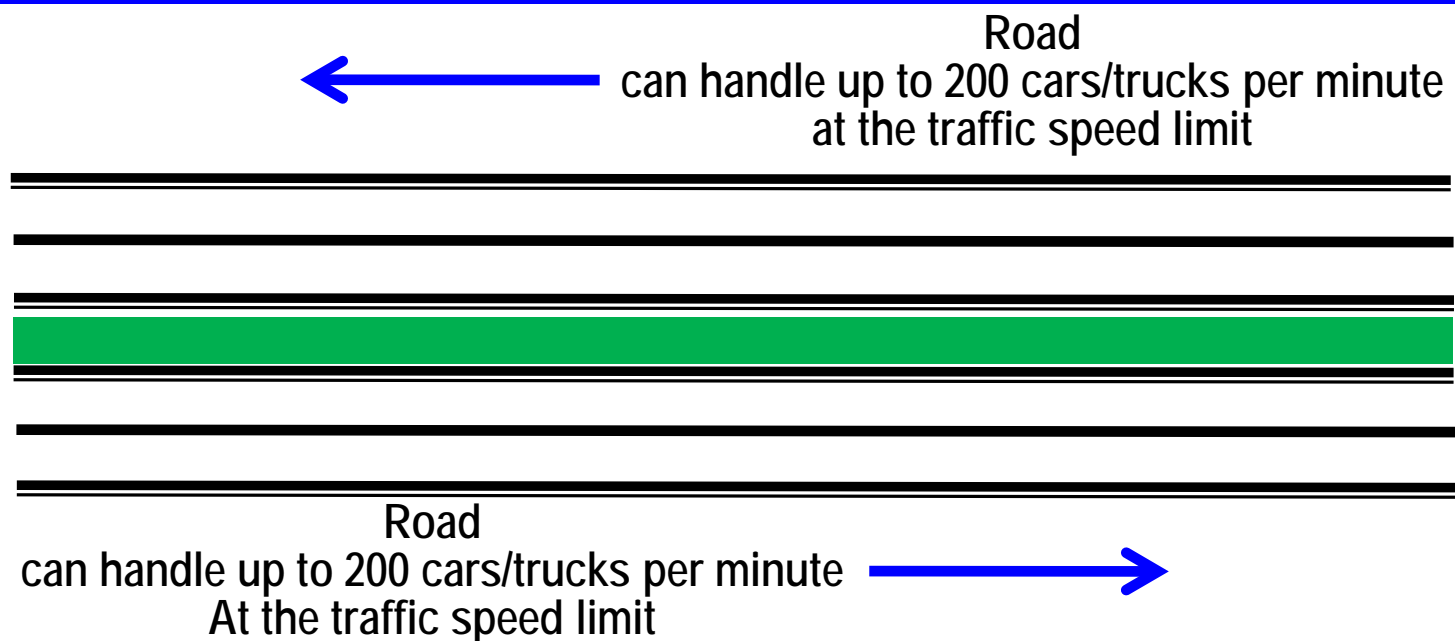 Road
can handle up to 200 cars/trucks per minute
at the traffic speed limit
Road
can handle up to 200 cars/trucks per minute
At the traffic speed limit